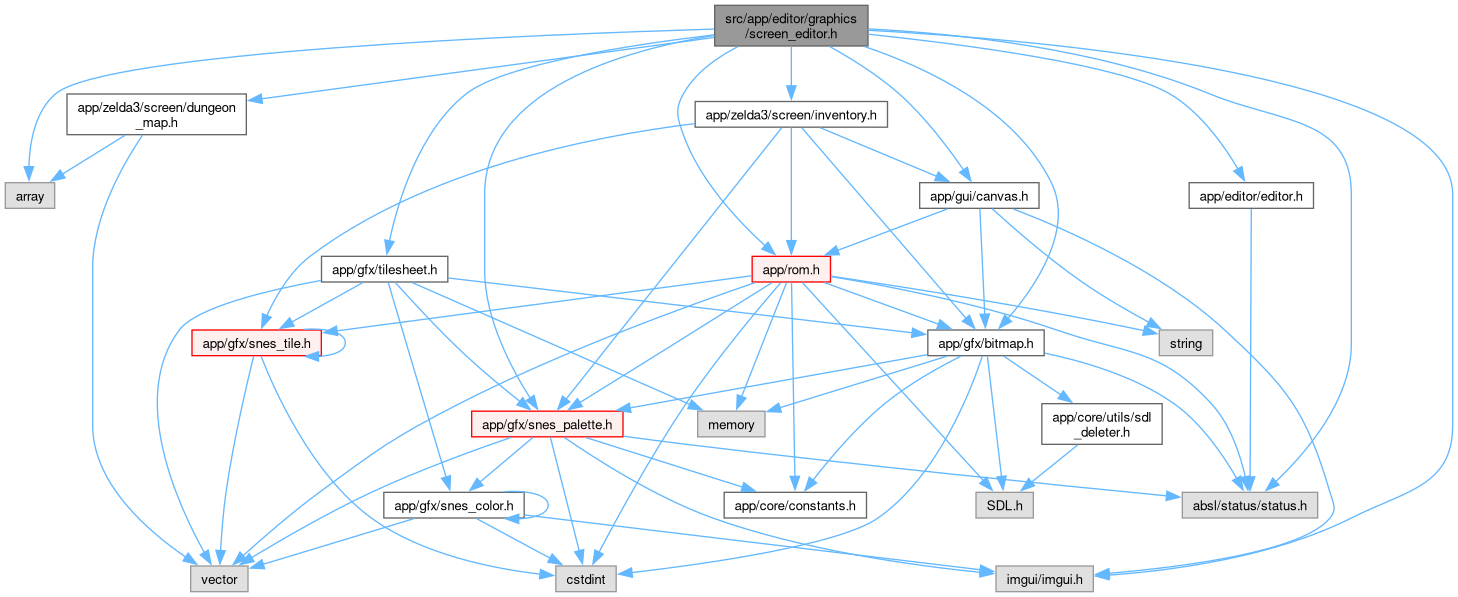 src/app/editor/graphics
/screen_editor.h
app/zelda3/screen/dungeon
_map.h
app/zelda3/screen/inventory.h
array
app/gui/canvas.h
app/editor/editor.h
app/gfx/tilesheet.h
app/rom.h
app/gfx/snes_tile.h
app/gfx/bitmap.h
string
app/gfx/snes_palette.h
memory
app/core/utils/sdl
_deleter.h
app/gfx/snes_color.h
app/core/constants.h
SDL.h
absl/status/status.h
vector
cstdint
imgui/imgui.h